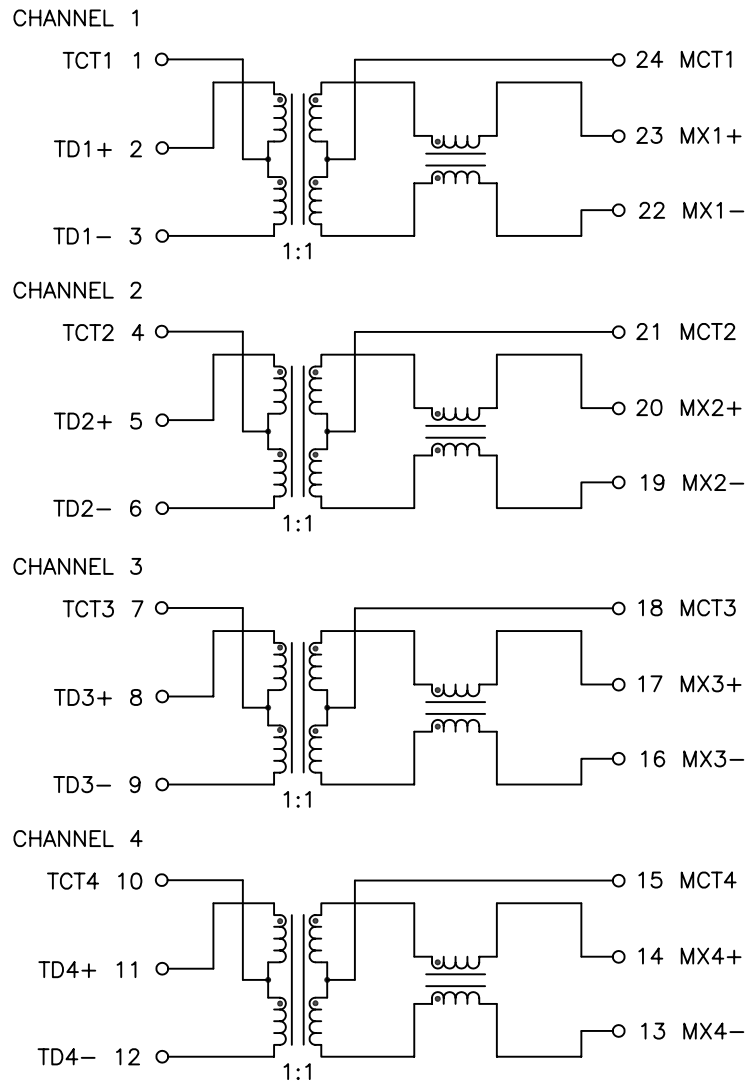 CHANNEL 1
TCT1 1
24 MCT1
TD1+ 2
23 MX1+
22 MX1−
TD1− 3
1:1
CHANNEL 2
TCT2 4
21 MCT2
TD2+ 5
20 MX2+
19 MX2−
TD2− 6
1:1
CHANNEL 3
TCT3 7
18 MCT3
TD3+ 8
17 MX3+
16 MX3−
TD3− 9
1:1
CHANNEL 4
TCT4 10
15 MCT4
TD4+ 11
14 MX4+
13 MX4−
TD4− 12
1:1